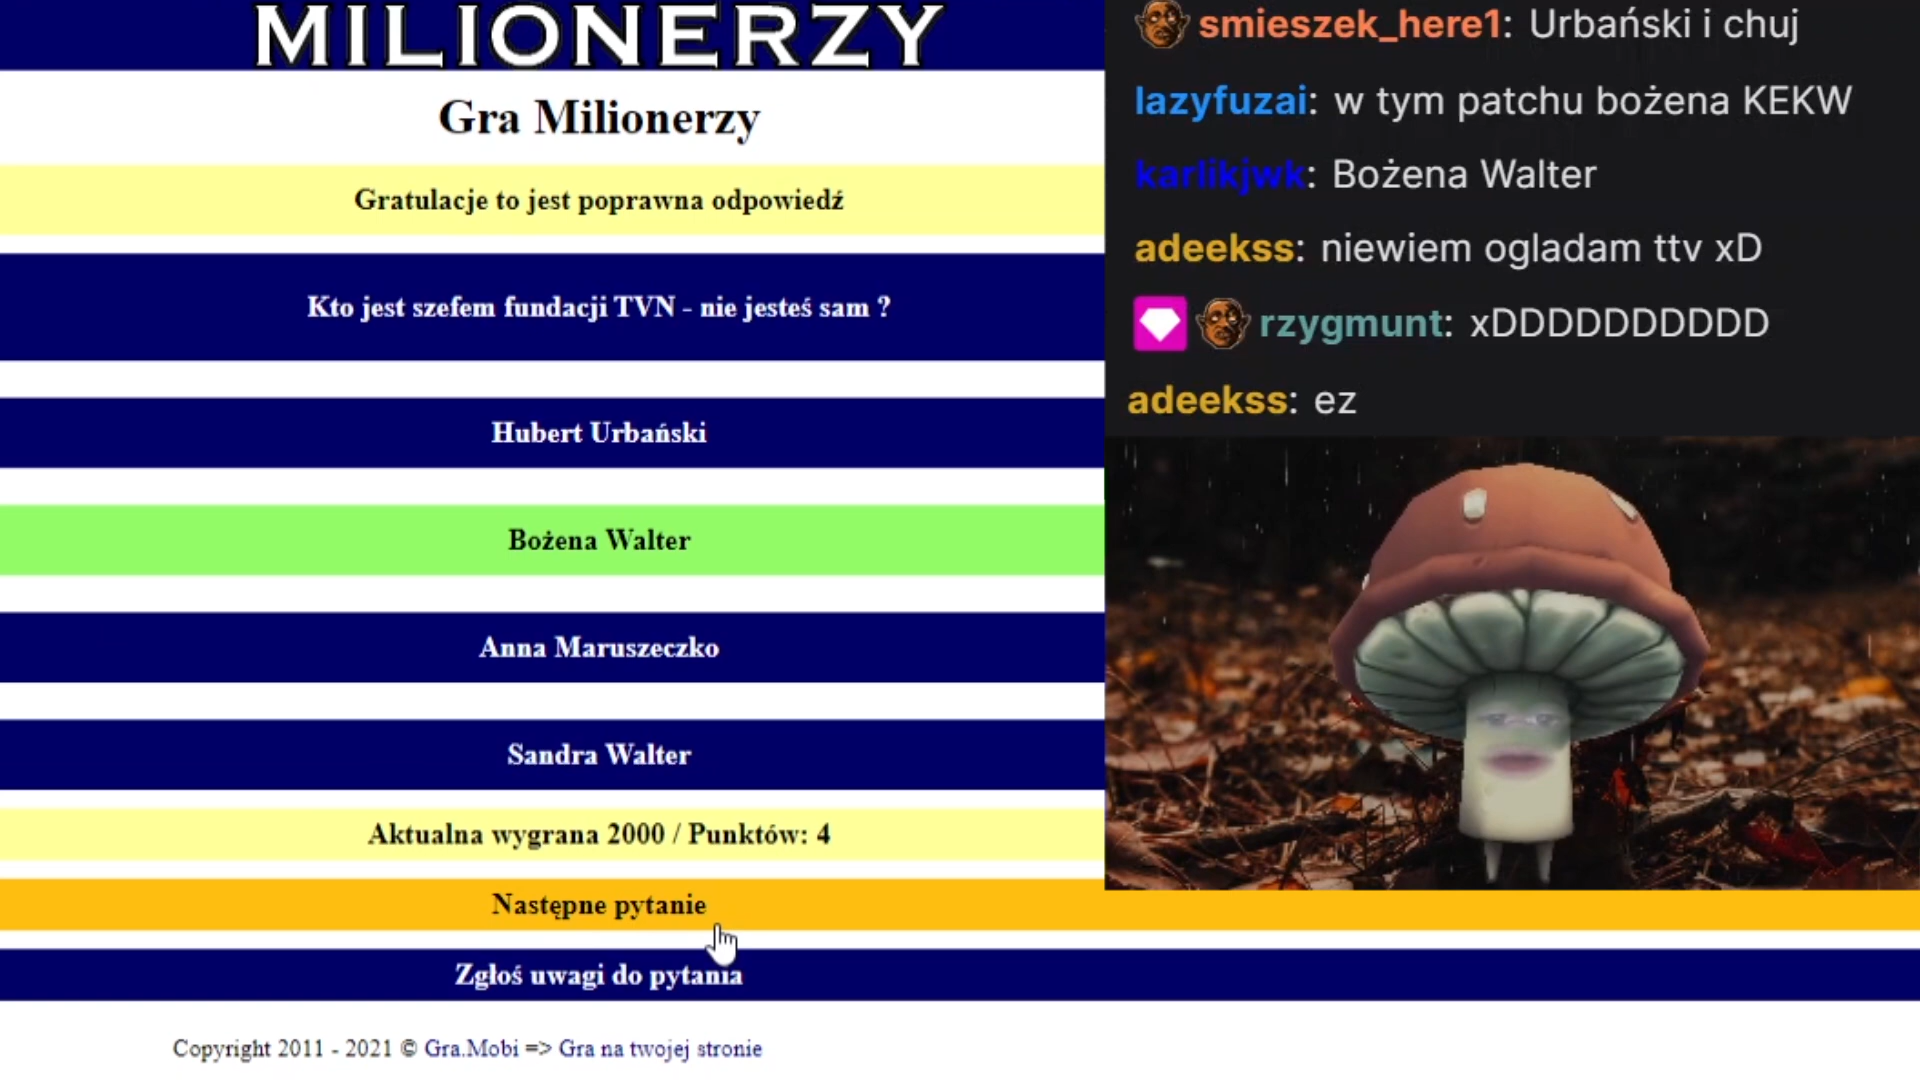 MILIONERZY
Gra Milionerzy
Gratulacje to jest poprawna odpowiedź
Kto jest szefem fundacji TVN - nie jesteś sam ?
Hubert Urbański
Bożena Walter
Anna Maruszeczko
Sandra Walter
Aktualna wygrana 2000 / Punktów: 4
Następne pytanie
Zgłoś uwagi do pytania
Copyright 2011 - 2021 © Gra.Mobi => Gra na twojej stronie
smieszek_here1: Urbański i chuj
lazyfuzai: w tym patchu bożena KEKW
karlikjwk: Bożena Walter
adeekss: niewiem ogladam ttv xD
rzygmunt: xDDDDDDDDDD
adeekss: ez